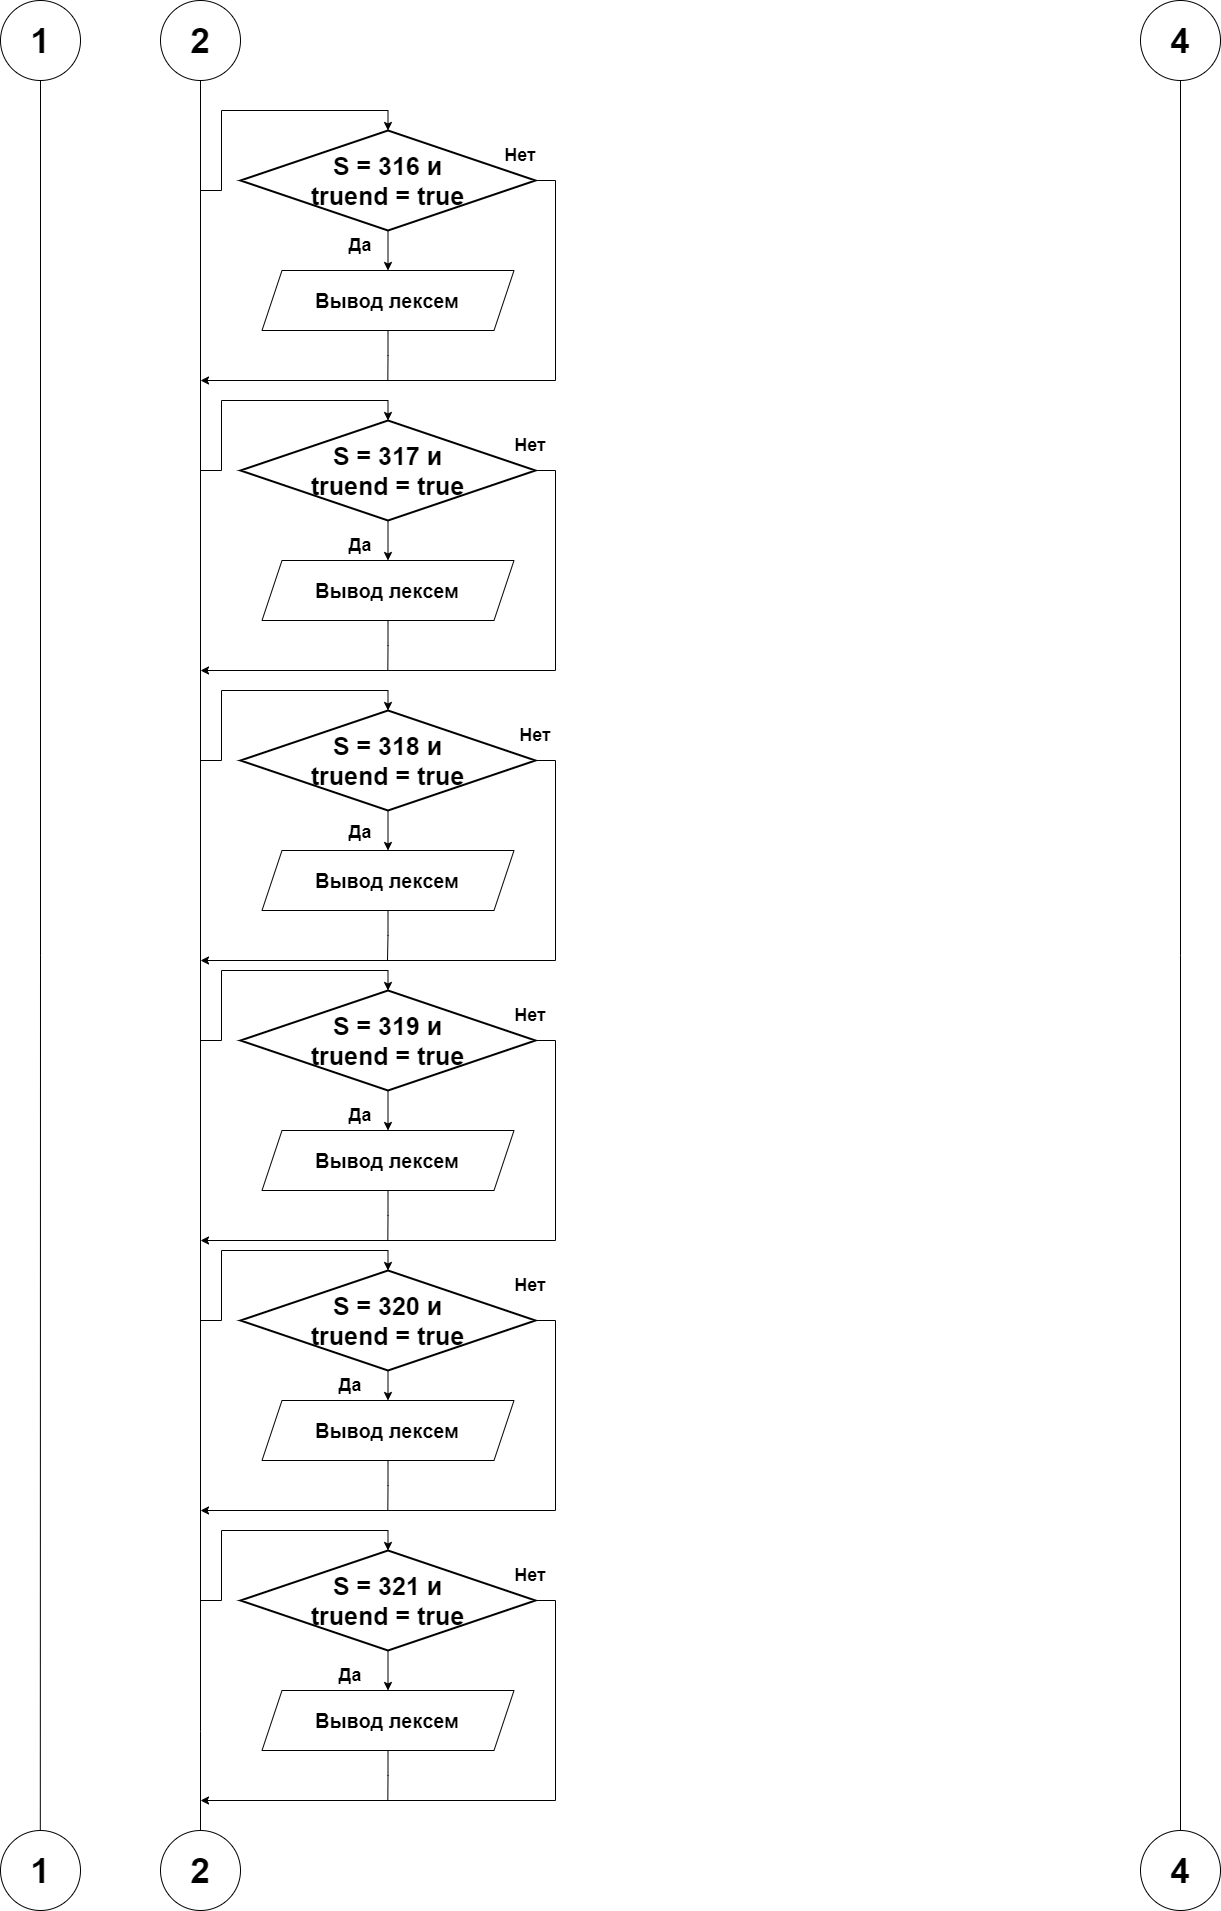 1
2
4
S = 316 и
truend = true
Нет
Да
Вывод лексем
S = 317 и
truend = true
Нет
Да
Вывод лексем
S = 318 и
truend = true
Нет
Да
Вывод лексем
S = 319 и
truend = true
Нет
Да
Вывод лексем
S = 320 и
truend = true
Нет
Да
Вывод лексем
S = 321 и
truend = true
Нет
Да
Вывод лексем
1
2
4